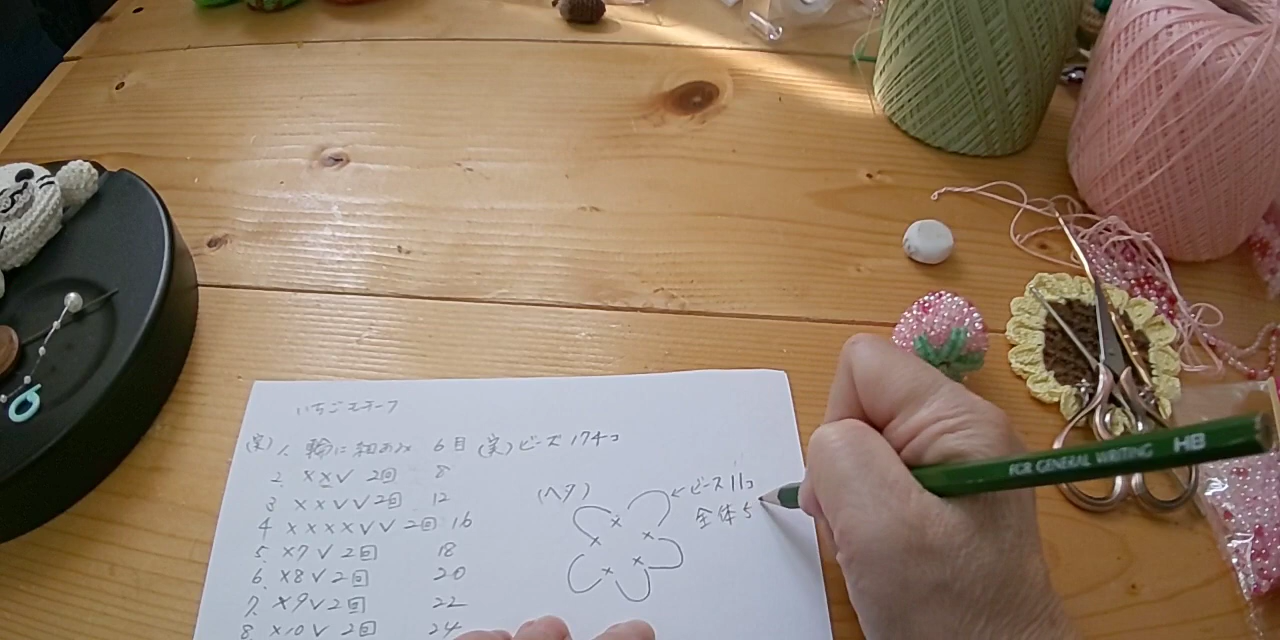 いちごモチーフ
(実) 1. 輪に細あみ 6目 (実)ビーズ174コ
2. ××∨ 2回 8
3 ××∨∨2回 12
4 ××××∨∨2回 16
5. ×7∨2回 18
6. ×8∨2回 20
7. ×9∨2回 22
8. ×10∨ 2回 24
(ヘタ)
←ビーズ11コ
全体5
FOR GENERAL WRITING HB